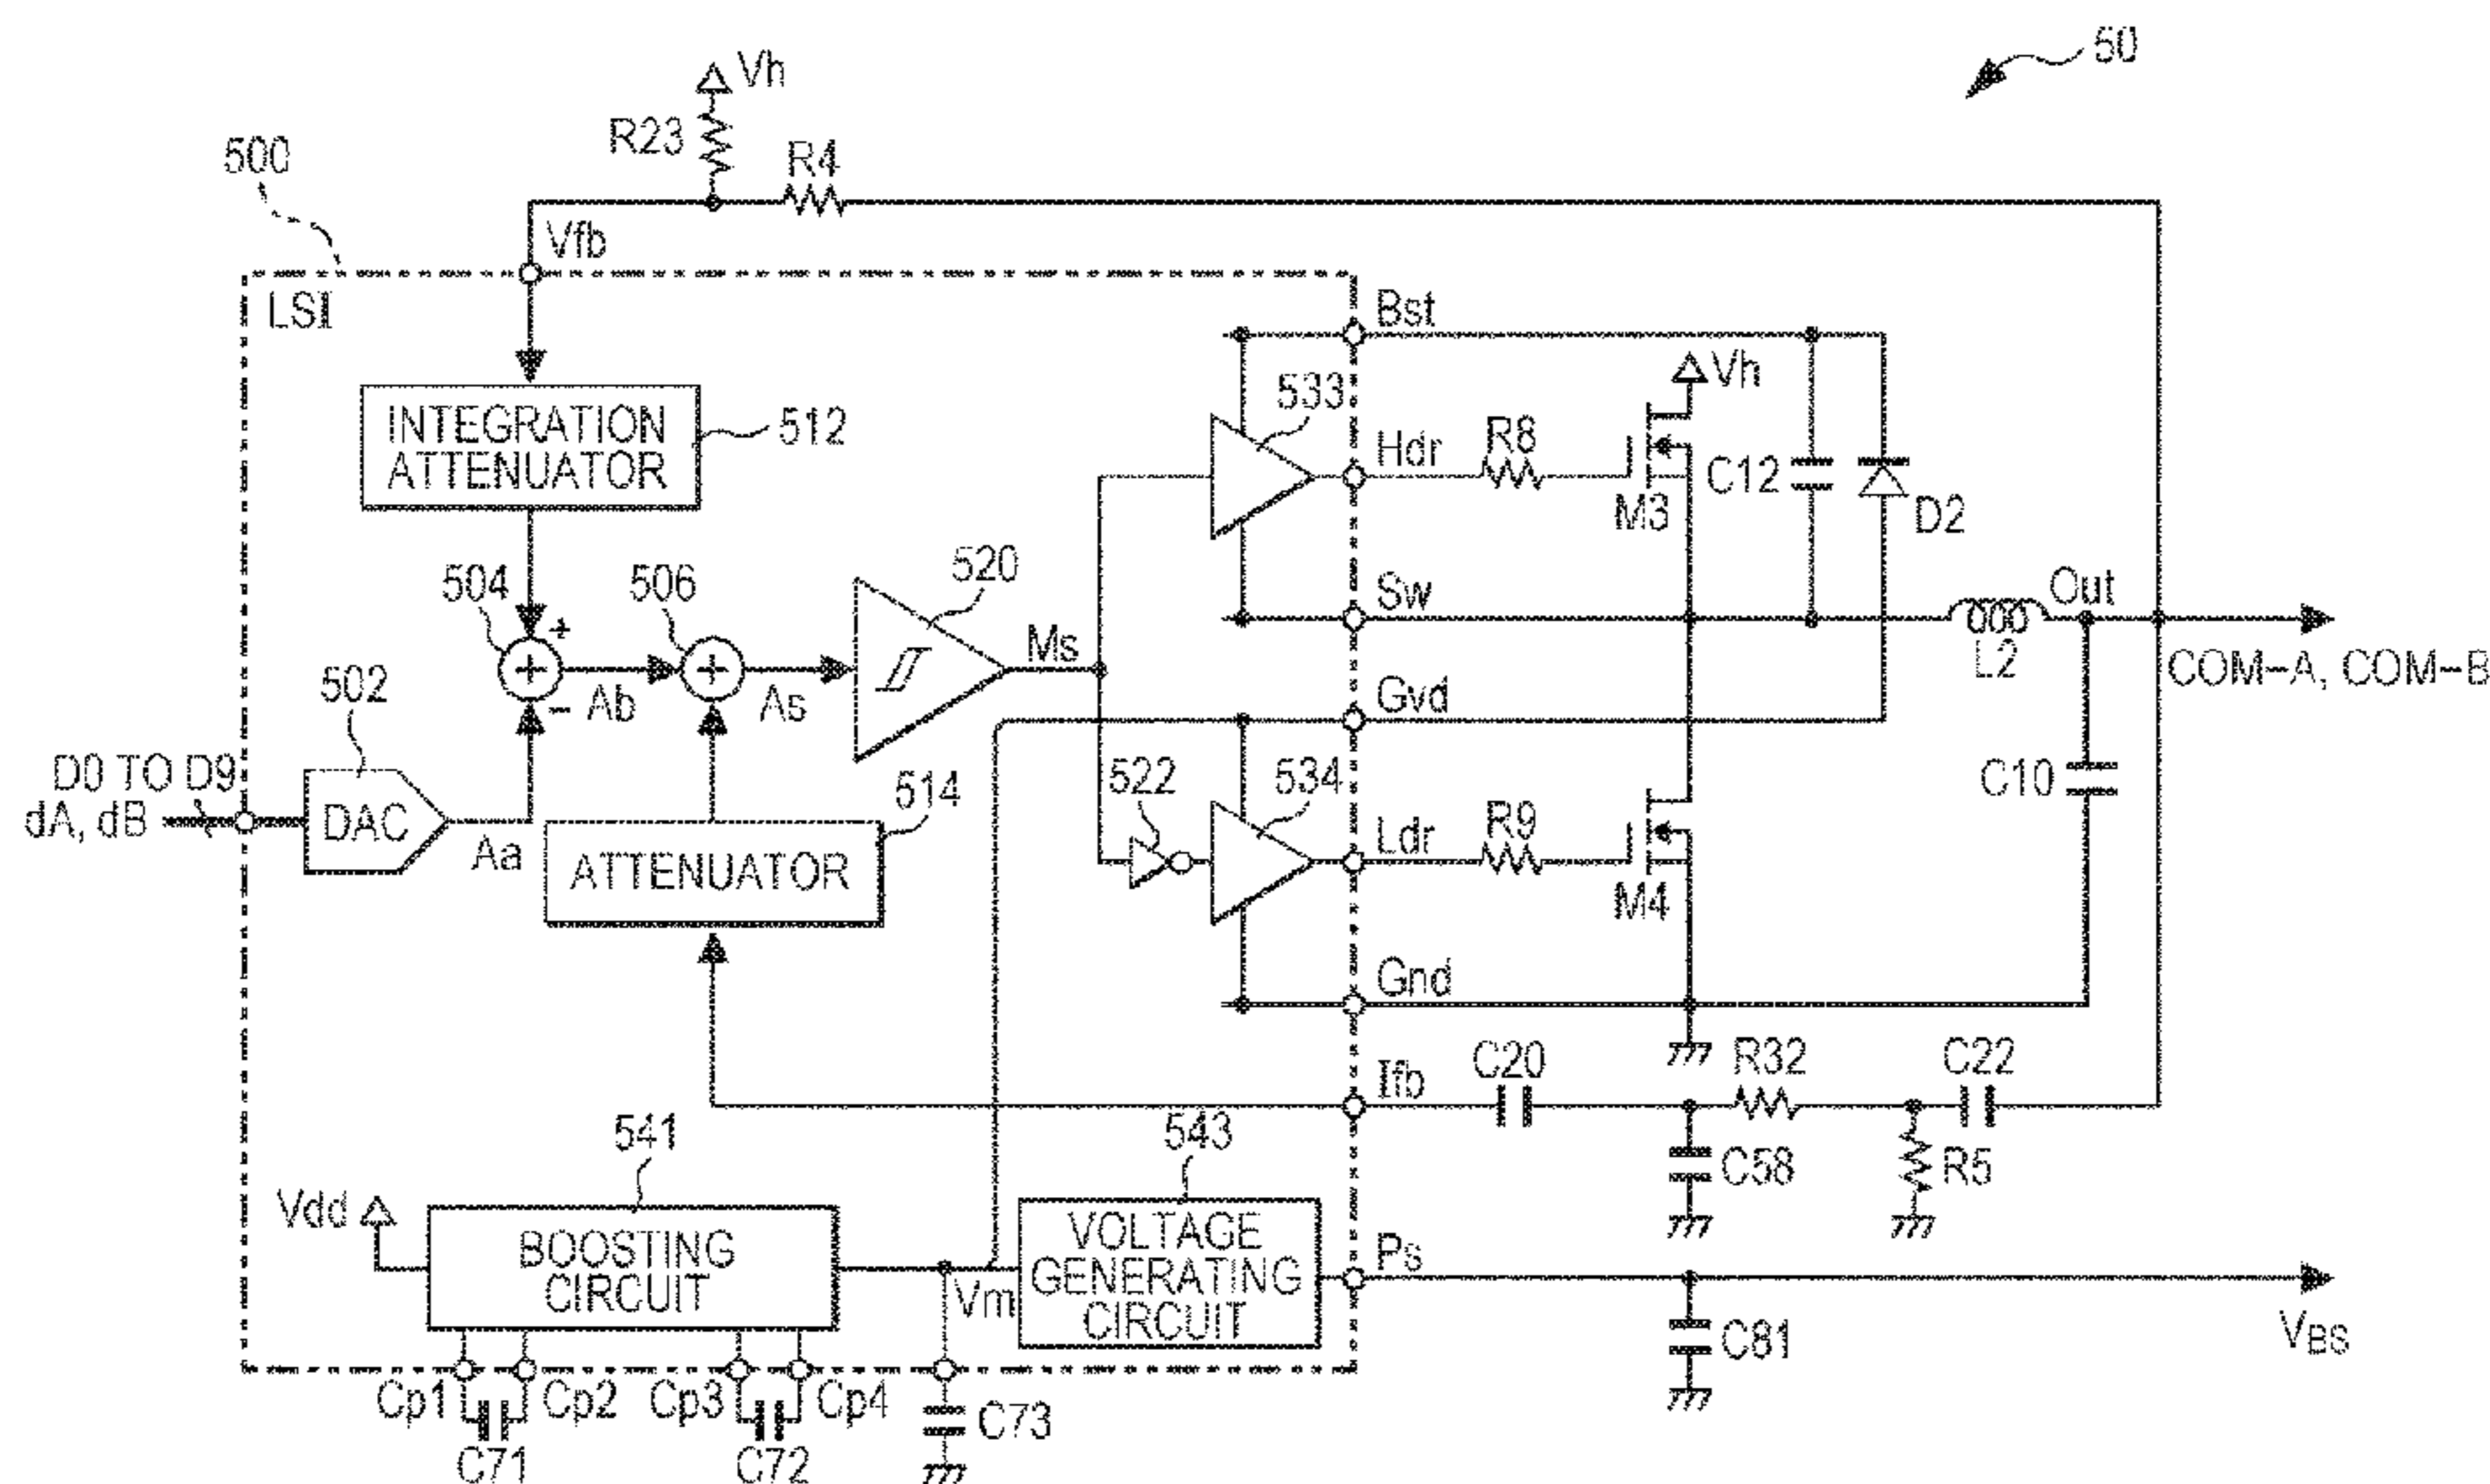 50
Vh
R23
R4
500
Vfb
LSI
Bst
Vh
533
INTEGRATION
ATTENUATOR
512
Hdr
R8
C12
M3
D2
504
506
520
Sw
Out
+
+
+
Ms
L2
COM-A, COM-B
502
-
Ab
As
Gvd
D0 TO D9
dA, dB
DAC
Aa
514
522
534
C10
ATTENUATOR
Ldr
R9
M4
Gnd
Ifb
C20
R32
C22
541
543
C58
R5
Vdd
BOOSTING
CIRCUIT
Vm
VOLTAGE
GENERATING
CIRCUIT
Ps
VBS
C81
Cp1
Cp2
Cp3
Cp4
C73
C71
C72